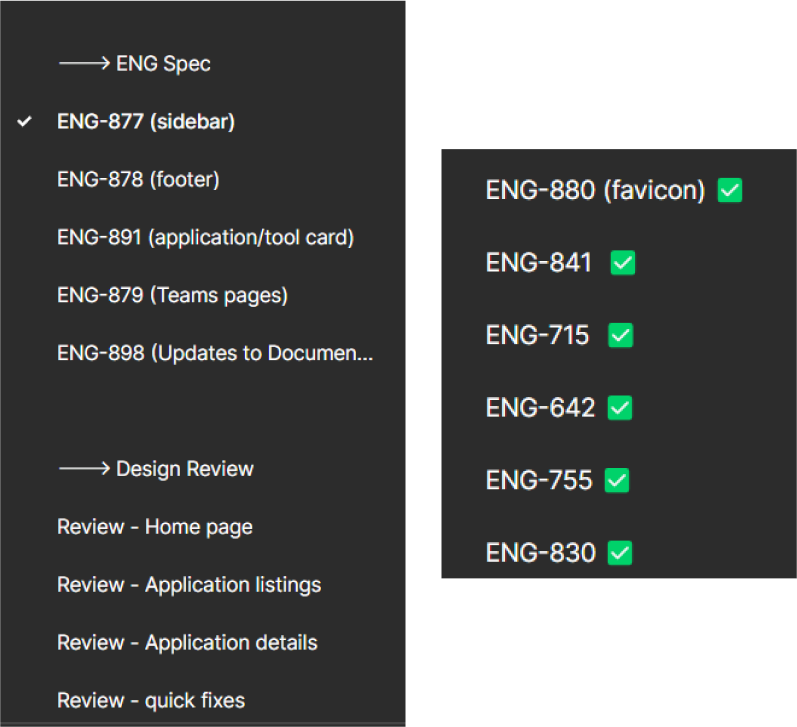 ⟶ ENG Spec
✓ ENG-877 (sidebar)
ENG-878 (footer)
ENG-891 (application/tool card)
ENG-879 (Teams pages)
ENG-898 (Updates to Documen...
⟶ Design Review
Review - Home page
Review - Application listings
Review - Application details
Review - quick fixes
ENG-880 (favicon) ✅
ENG-841 ✅
ENG-715 ✅
ENG-642 ✅
ENG-755 ✅
ENG-830 ✅